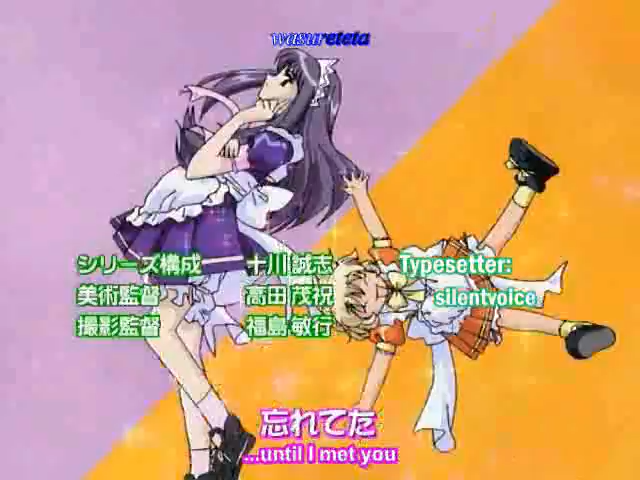 wasureteta
シリーズ構成 十川 誠志 Typesetter:
美術監督 高田 茂祝 silentvoice
撮影監督 福島 敏行
忘れてた
...until I met you